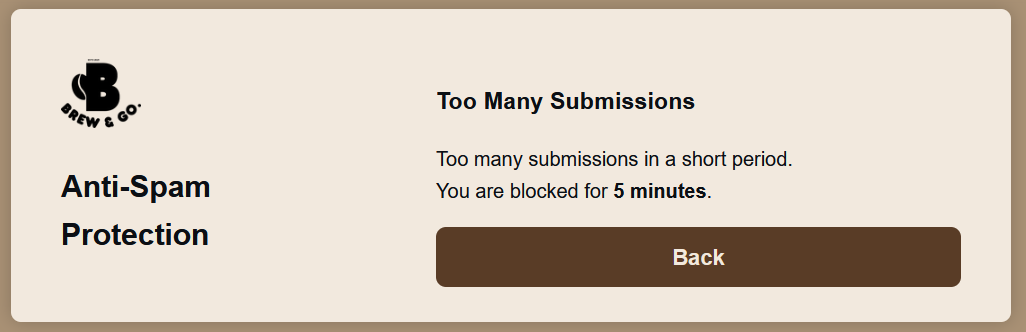 BREW & GO.
Anti-Spam
Protection
Too Many Submissions
Too many submissions in a short period.
You are blocked for 5 minutes.
Back